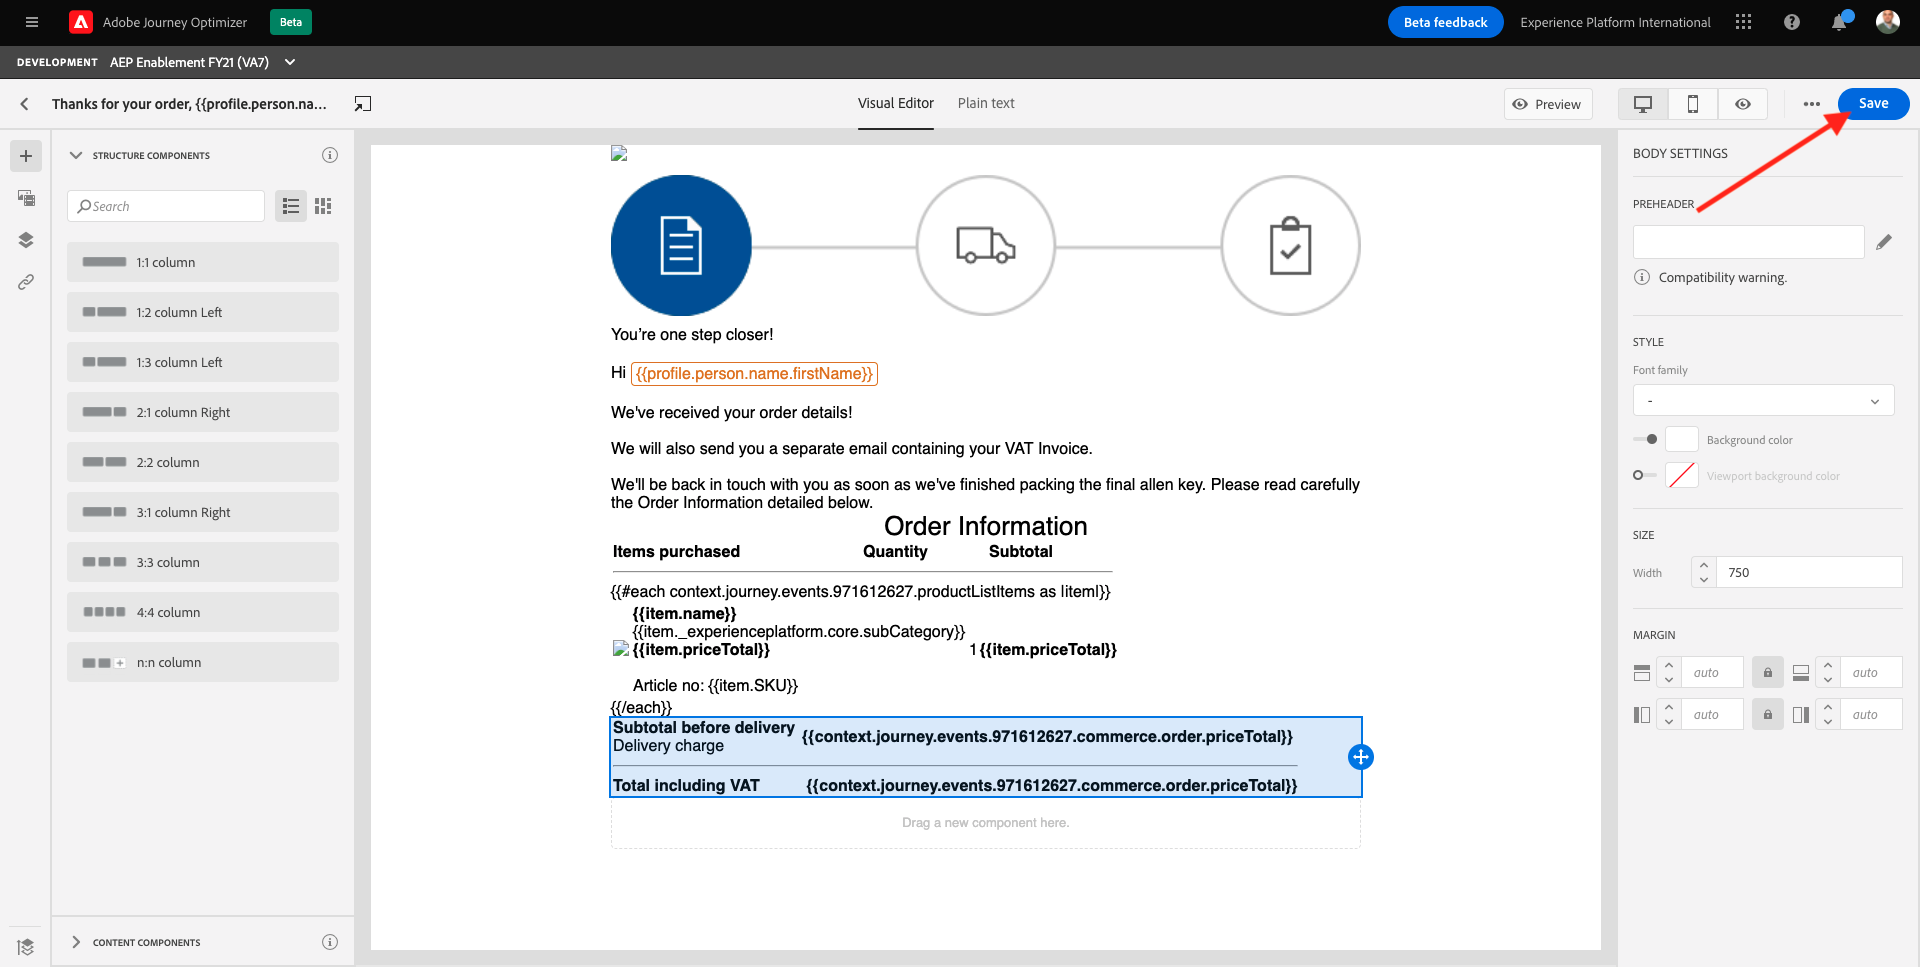 Adobe Journey Optimizer
Beta
Beta feedback
Experience Platform International
DEVELOPMENT
AEP Enablement FY21 (VA7)
Thanks for your order, {{profile.person.na...
Visual Editor
Plain text
Preview
Save
STRUCTURE COMPONENTS
Search
1:1 column
1:2 column Left
1:3 column Left
2:1 column Right
2:2 column
3:1 column Right
3:3 column
4:4 column
n:n column
CONTENT COMPONENTS
You're one step closer!
Hi {{profile.person.name.firstName}}
We've received your order details!
We will also send you a separate email containing your VAT Invoice.
We'll be back in touch with you as soon as we've finished packing the final allen key. Please read carefully
the Order Information detailed below.
Order Information
Items purchased Quantity Subtotal
{{#each context.journey.events.971612627.productListItems as |item|}}
{{item.name}}
{{item._experienceplatform.core.subCategory}}
{{item.priceTotal}} 1 {{item.priceTotal}}
Article no: {{item.SKU}}
{{/each}}
Subtotal before delivery
{{context.journey.events.971612627.commerce.order.priceTotal}}
Delivery charge
Total including VAT {{context.journey.events.971612627.commerce.order.priceTotal}}
Drag a new component here.
BODY SETTINGS
PREHEADER
Compatibility warning.
STYLE
Font family
-
Background color
Viewport background color
SIZE
Width 750
MARGIN
auto auto
auto auto